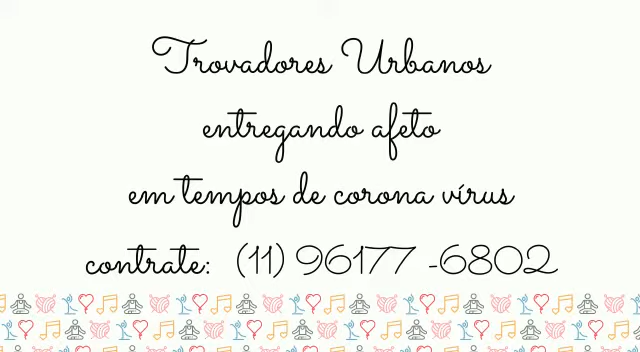 Trovadores Urbanos
entregando afeto
em tempos de corona vírus
contrate: (11) 96177 -6802